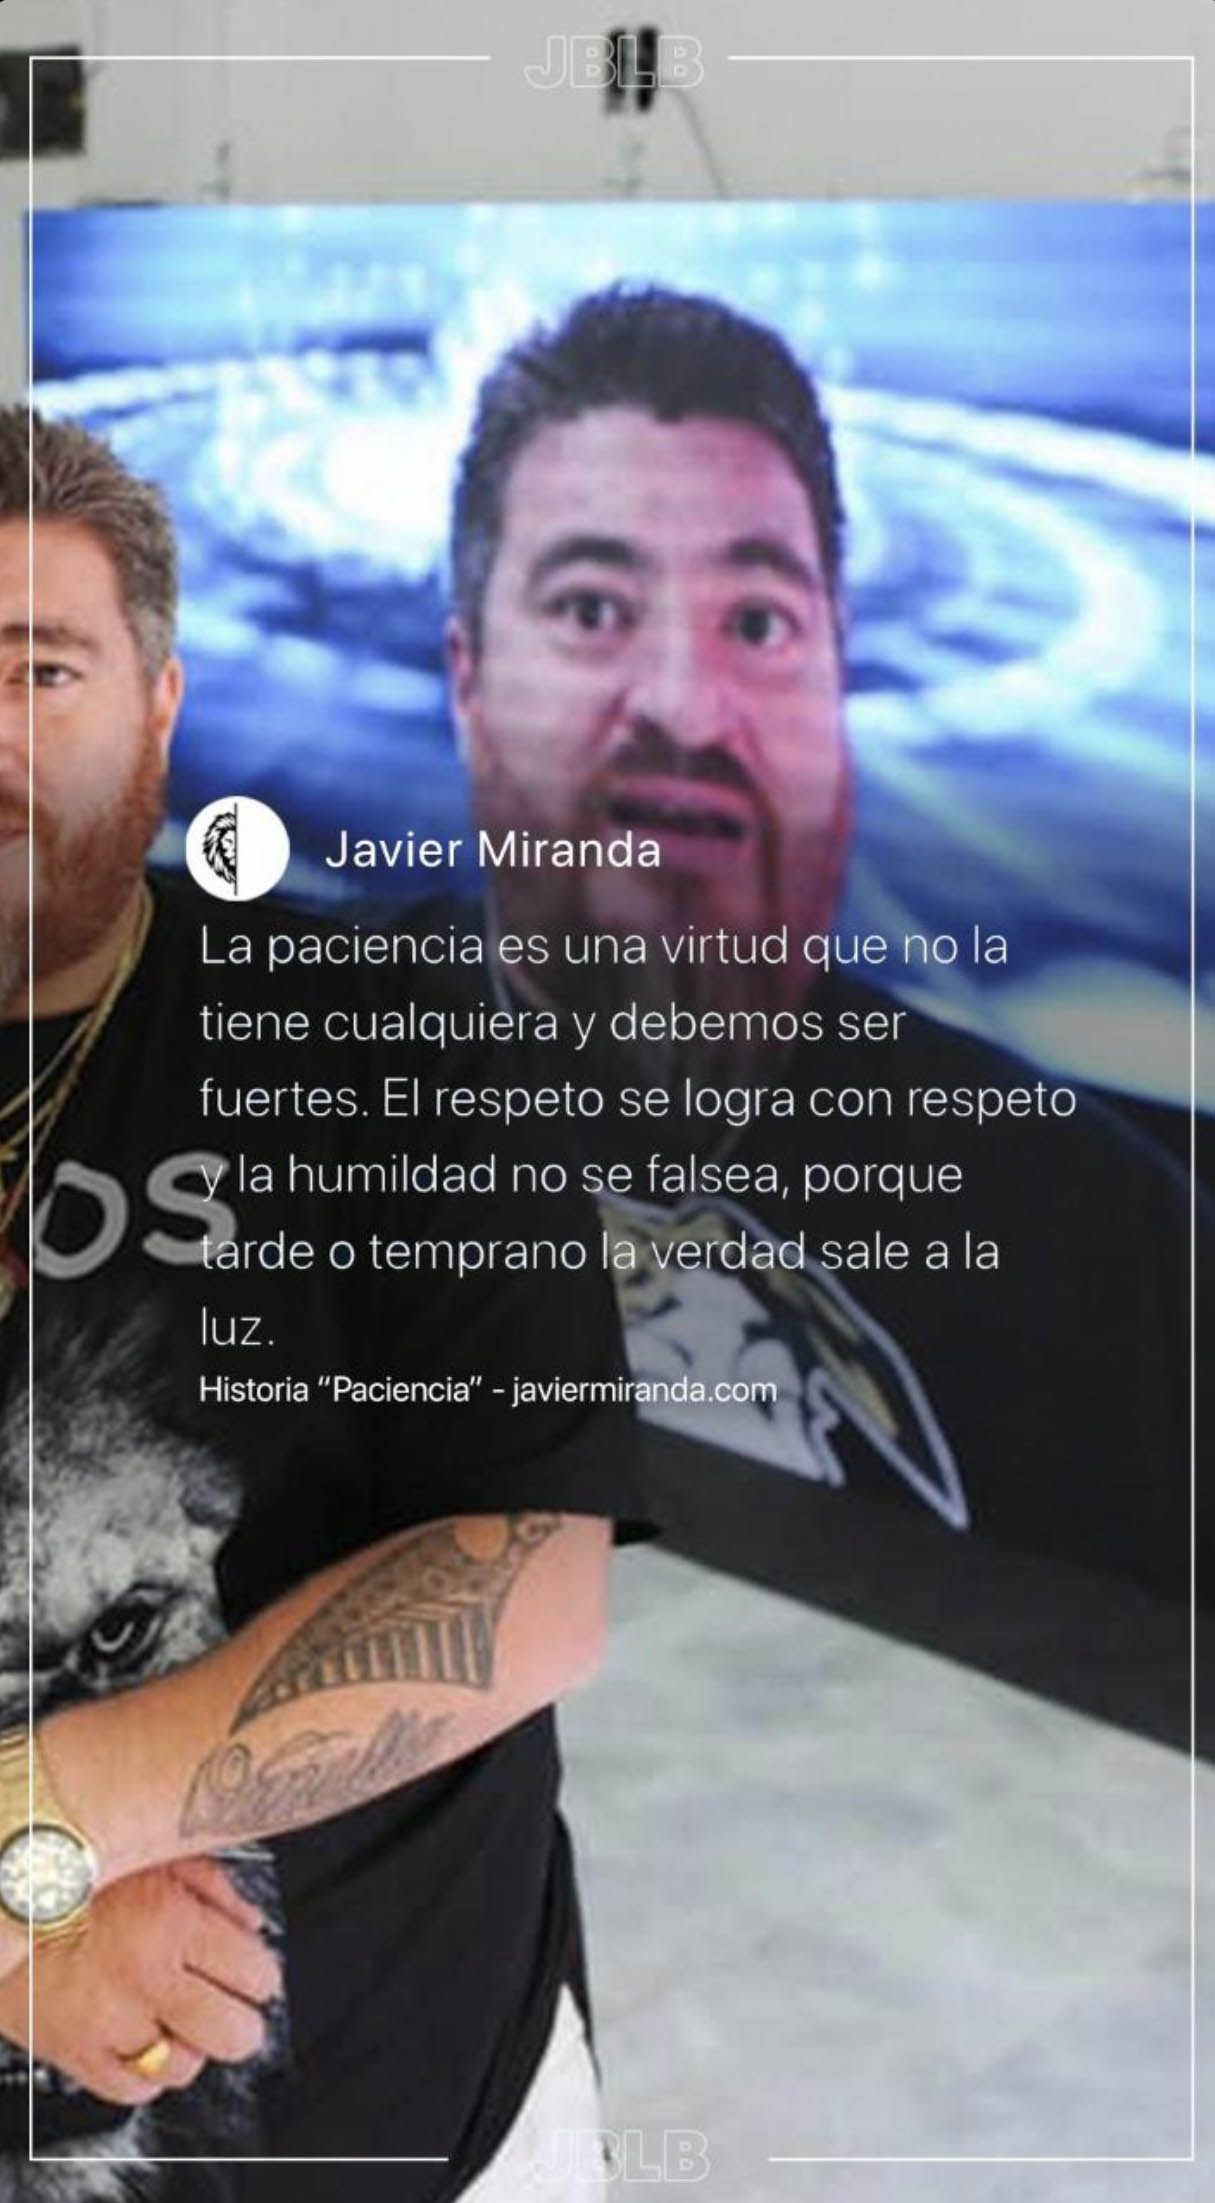 JBLB
Javier Miranda
La paciencia es una virtud que no la
tiene cualquiera y debemos ser
fuertes. El respeto se logra con respeto
y la humildad no se falsea, porque
tarde o temprano la verdad sale a la
luz.
Historia “Paciencia” - javiermiranda.com
OS
JBLB